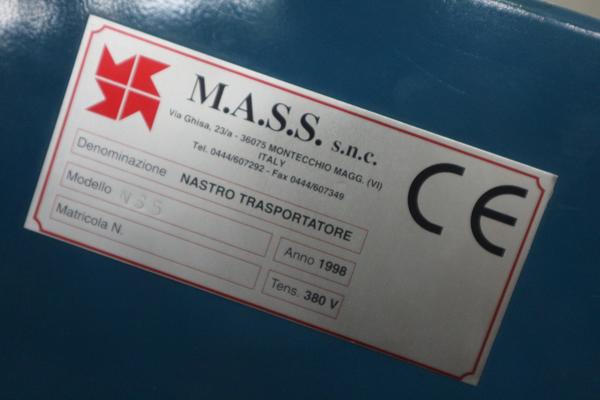 M.A.S.S. s.n.c.
Via Ghisa, 23/a - 36075 MONTECCHIO MAGG. (VI)
ITALY
Tel. 0444/607292 - Fax 0444/607349
CE
Denominazione NASTRO TRASPORTATORE
Modello NS5 Anno 1998
Matricola N. Tens. 380 V